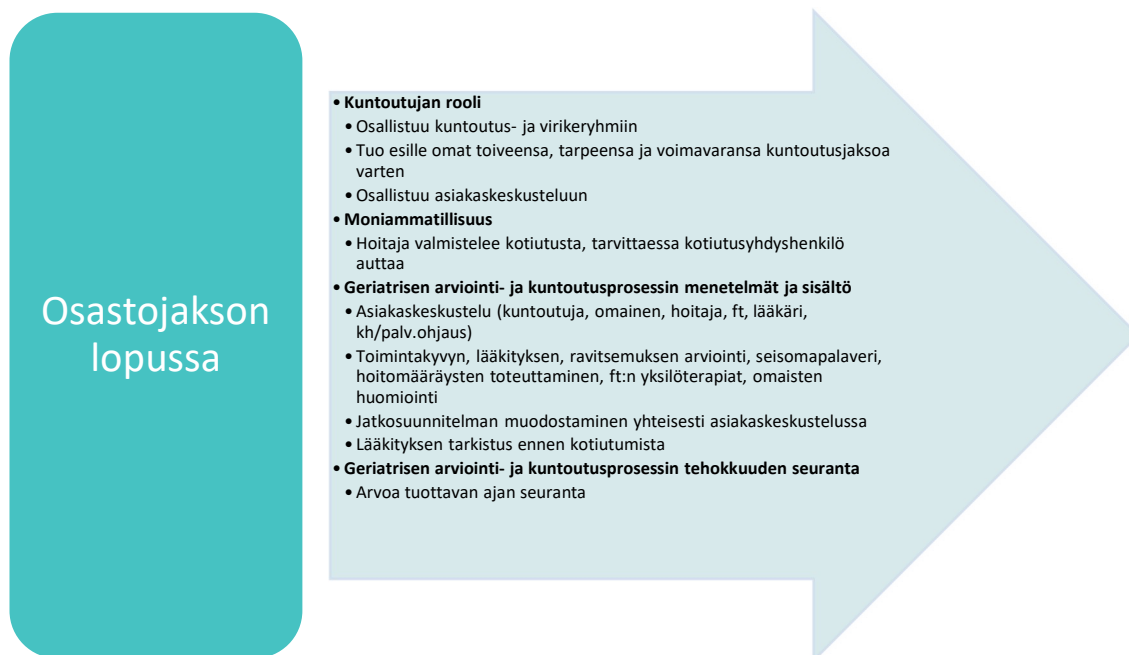 Osastojakson
lopussa
• Kuntoutujan rooli
• Osallistuu kuntoutus- ja virikeryhmiin
• Tuo esille omat toiveensa, tarpeensa ja voimavaransa kuntoutusjaksoa
varten
• Osallistuu asiakaskeskusteluun
• Moniammatillisuus
• Hoitaja valmistelee kotiutusta, tarvittaessa kotiutusyhdyshenkilö
auttaa
• Geriatrisen arviointi- ja kuntoutusprosessin menetelmät ja sisältö
• Asiakaskeskustelu (kuntoutuja, omainen, hoitaja, ft, lääkäri,
kh/palv.ohjaus)
• Toimintakyvyn, lääkityksen, ravitsemuksen arviointi, seisomapalaveri,
hoitomääräysten toteuttaminen, ft:n yksilöterapiat, omaisten
huomiointi
• Jatkosuunnitelman muodostaminen yhteisesti asiakaskeskustelussa
• Lääkityksen tarkistus ennen kotiutumista
• Geriatrisen arviointi- ja kuntoutusprosessin tehokkuuden seuranta
• Arvoa tuottavan ajan seuranta